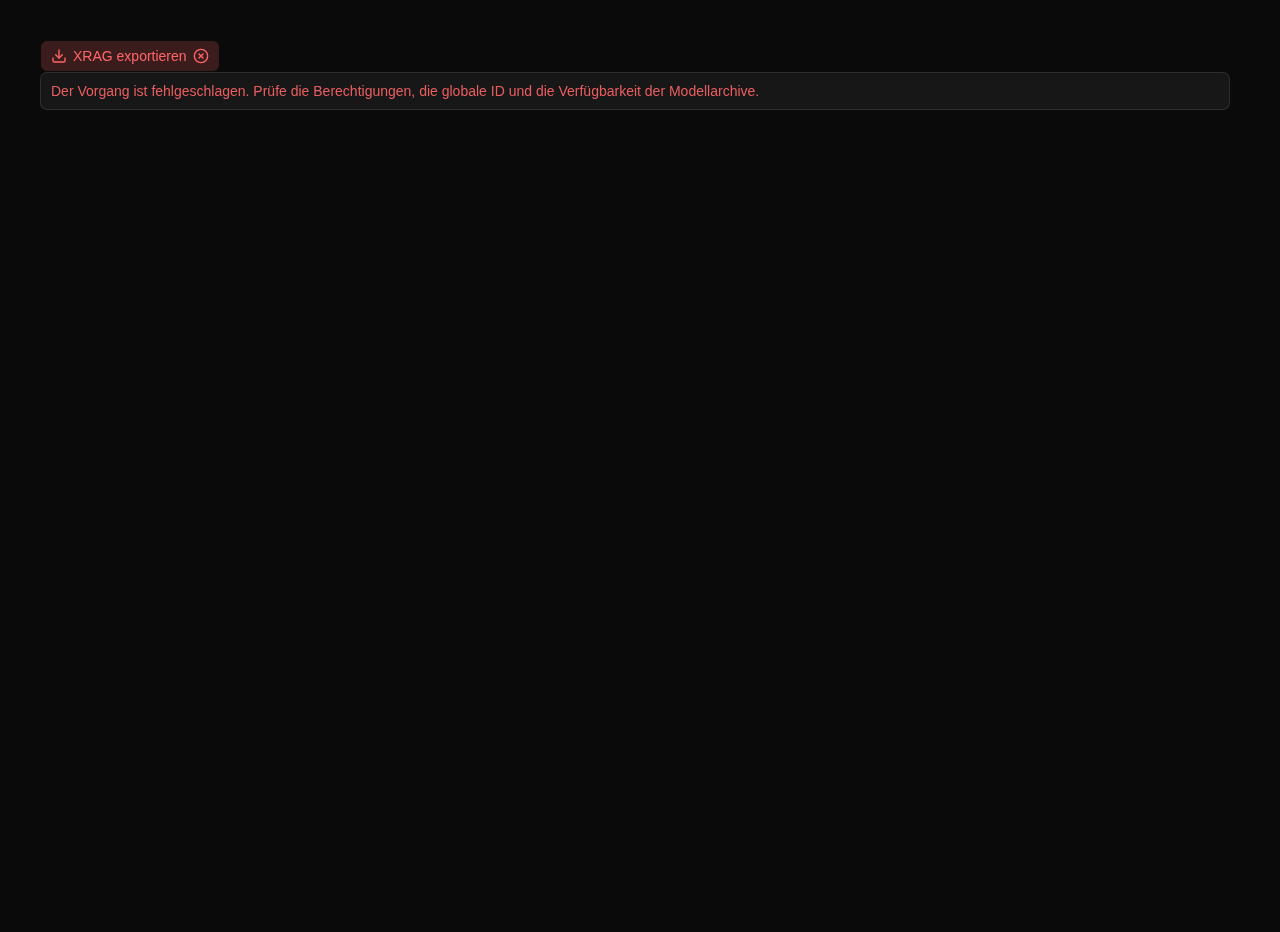 XRAG exportieren
Der Vorgang ist fehlgeschlagen. Prüfe die Berechtigungen, die globale ID und die Verfügbarkeit der Modellarchive.